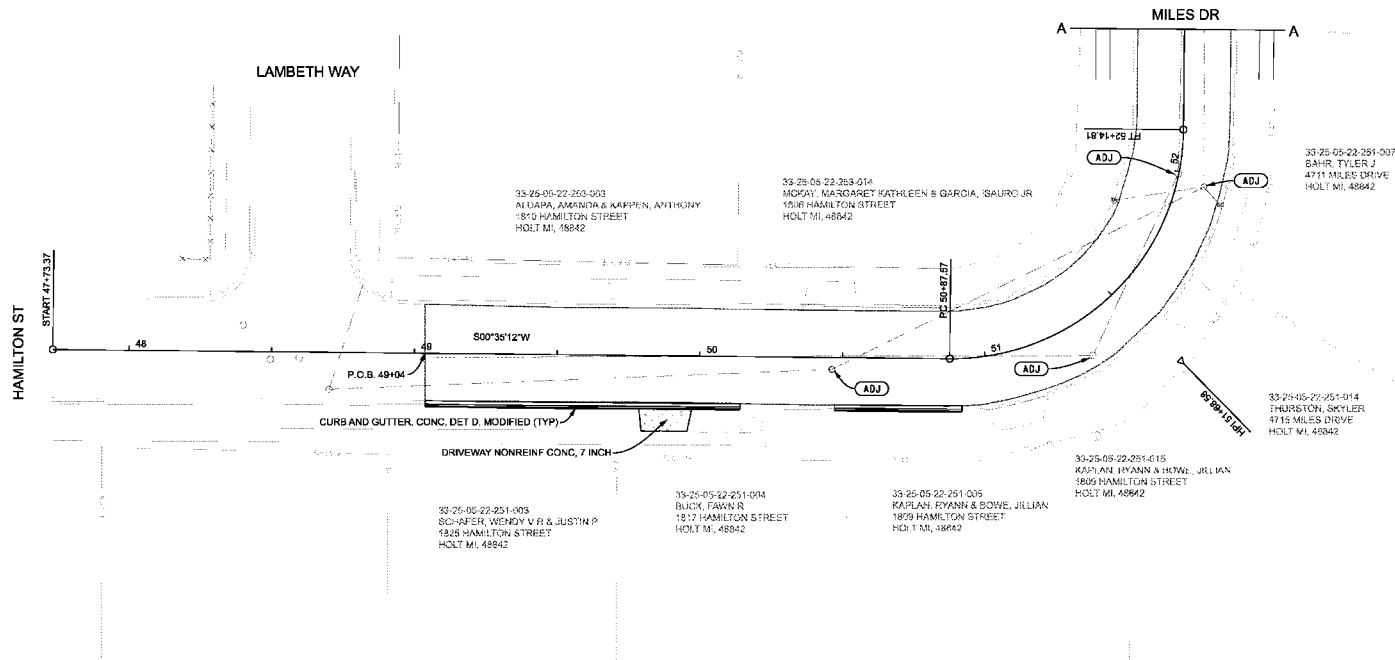 MILES DR
A
A
LAMBETH WAY
PT 52+14.81
ADJ
52
ADJ
33-25-05-22-251-007
BAHR, TYLER J
4711 MILES DRIVE
HOLT MI, 48842
33-25-05-22-253-003
ALDAPA, AMANDA & KAPPEN, ANTHONY
1810 HAMILTON STREET
HOLT MI, 48842
33-25-05-22-253-014
MCKAY, MARGARET KATHLEEN & GARCIA, ISAURO JR
1806 HAMILTON STREET
HOLT MI, 48842
HAMILTON ST
START 47+73.37
PC 50+87.57
48
49
S00°35'12"W
50
51
P.O.B. 49+04
ADJ
ADJ
CURB AND GUTTER, CONC, DET D, MODIFIED (TYP)
DRIVEWAY NONREINF CONC, 7 INCH
HPI 51+68.58
33-25-05-22-251-014
THURSTON, SKYLER
4715 MILES DRIVE
HOLT MI, 48842
33-25-05-22-251-015
KAPLAN, RYANN & BOWE, JILLIAN
1809 HAMILTON STREET
HOLT MI, 48842
33-25-05-22-251-003
SCHAFER, WENDY V R & JUSTIN P
1825 HAMILTON STREET
HOLT MI, 48842
33-25-05-22-251-004
BUCK, FAWN R
1817 HAMILTON STREET
HOLT MI, 48842
33-25-05-22-251-005
KAPLAN, RYANN & BOWE, JILLIAN
1809 HAMILTON STREET
HOLT MI, 48842